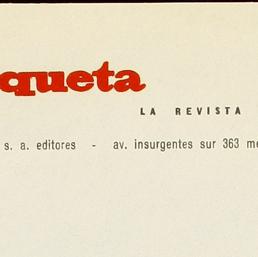 queta
LA REVISTA
s. a. editores - av. insurgentes sur 363 me